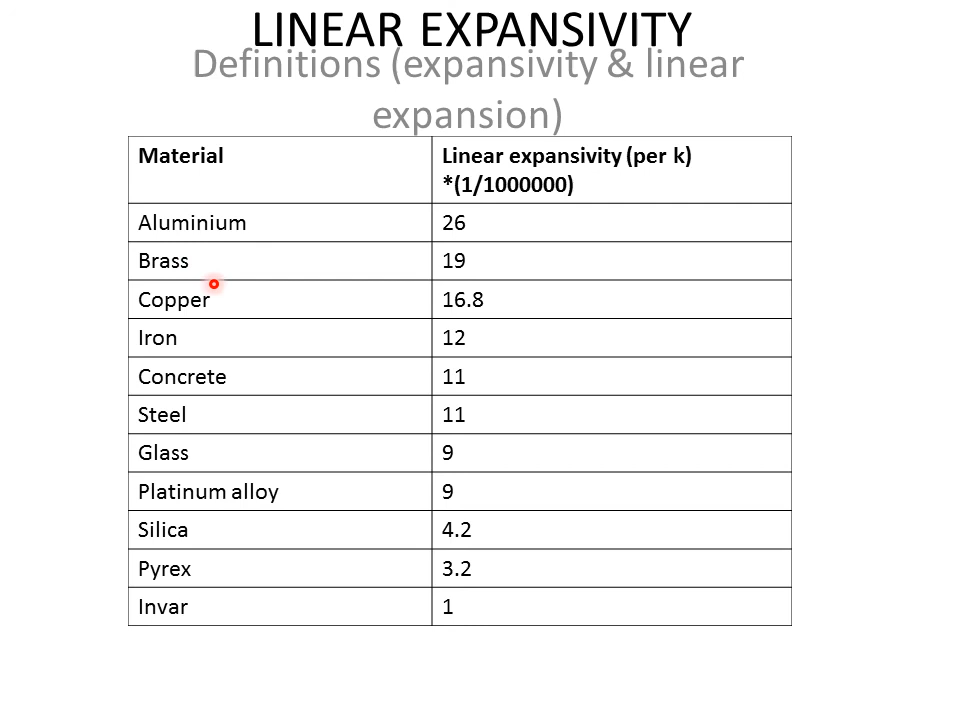 LINEAR EXPANSIVITY
Definitions (expansivity & linear
expansion)
Material
Linear expansivity (per k)
*(1/1000000)
Aluminium 26
Brass 19
Copper 16.8
Iron 12
Concrete 11
Steel 11
Glass 9
Platinum alloy 9
Silica 4.2
Pyrex 3.2
Invar 1